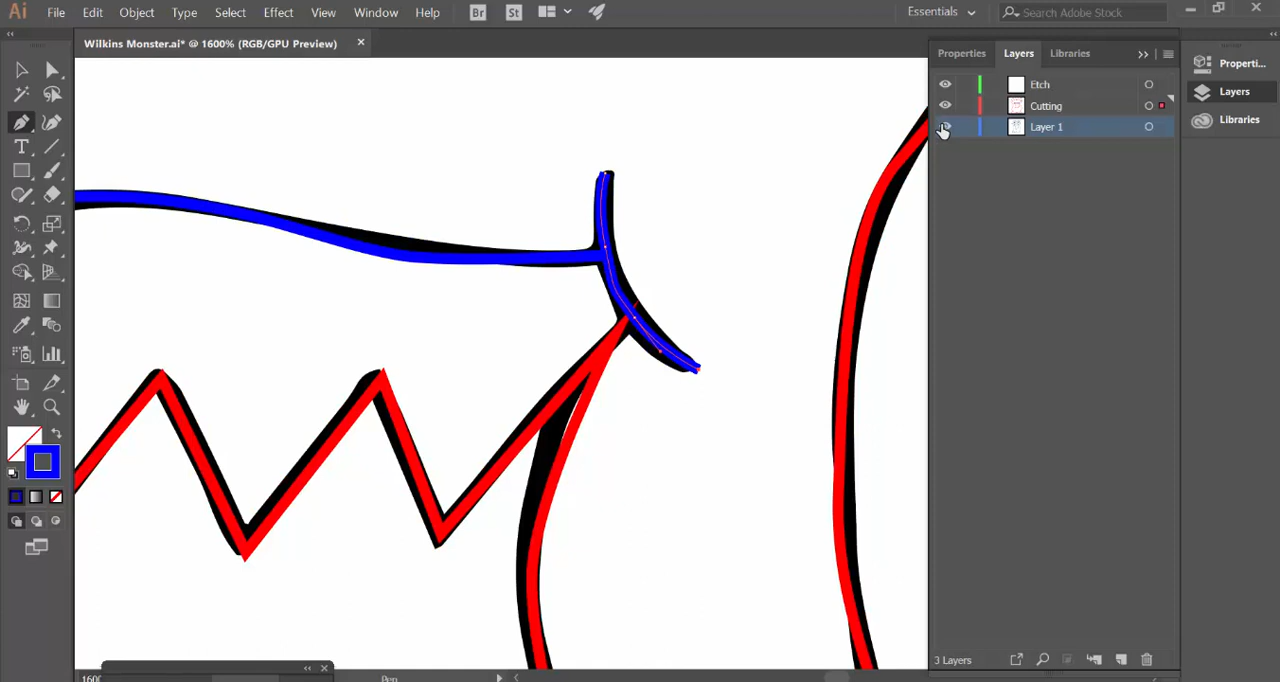 Ai File Edit Object Type Select Effect View Window Help Br St Essentials Search Adobe Stock
Wilkins Monster.ai* @ 1600% (RGB/GPU Preview)
Properties Layers Libraries
Properti...
Etch
Layers
Cutting
Libraries
Layer 1
T
3 Layers
1600 Pen